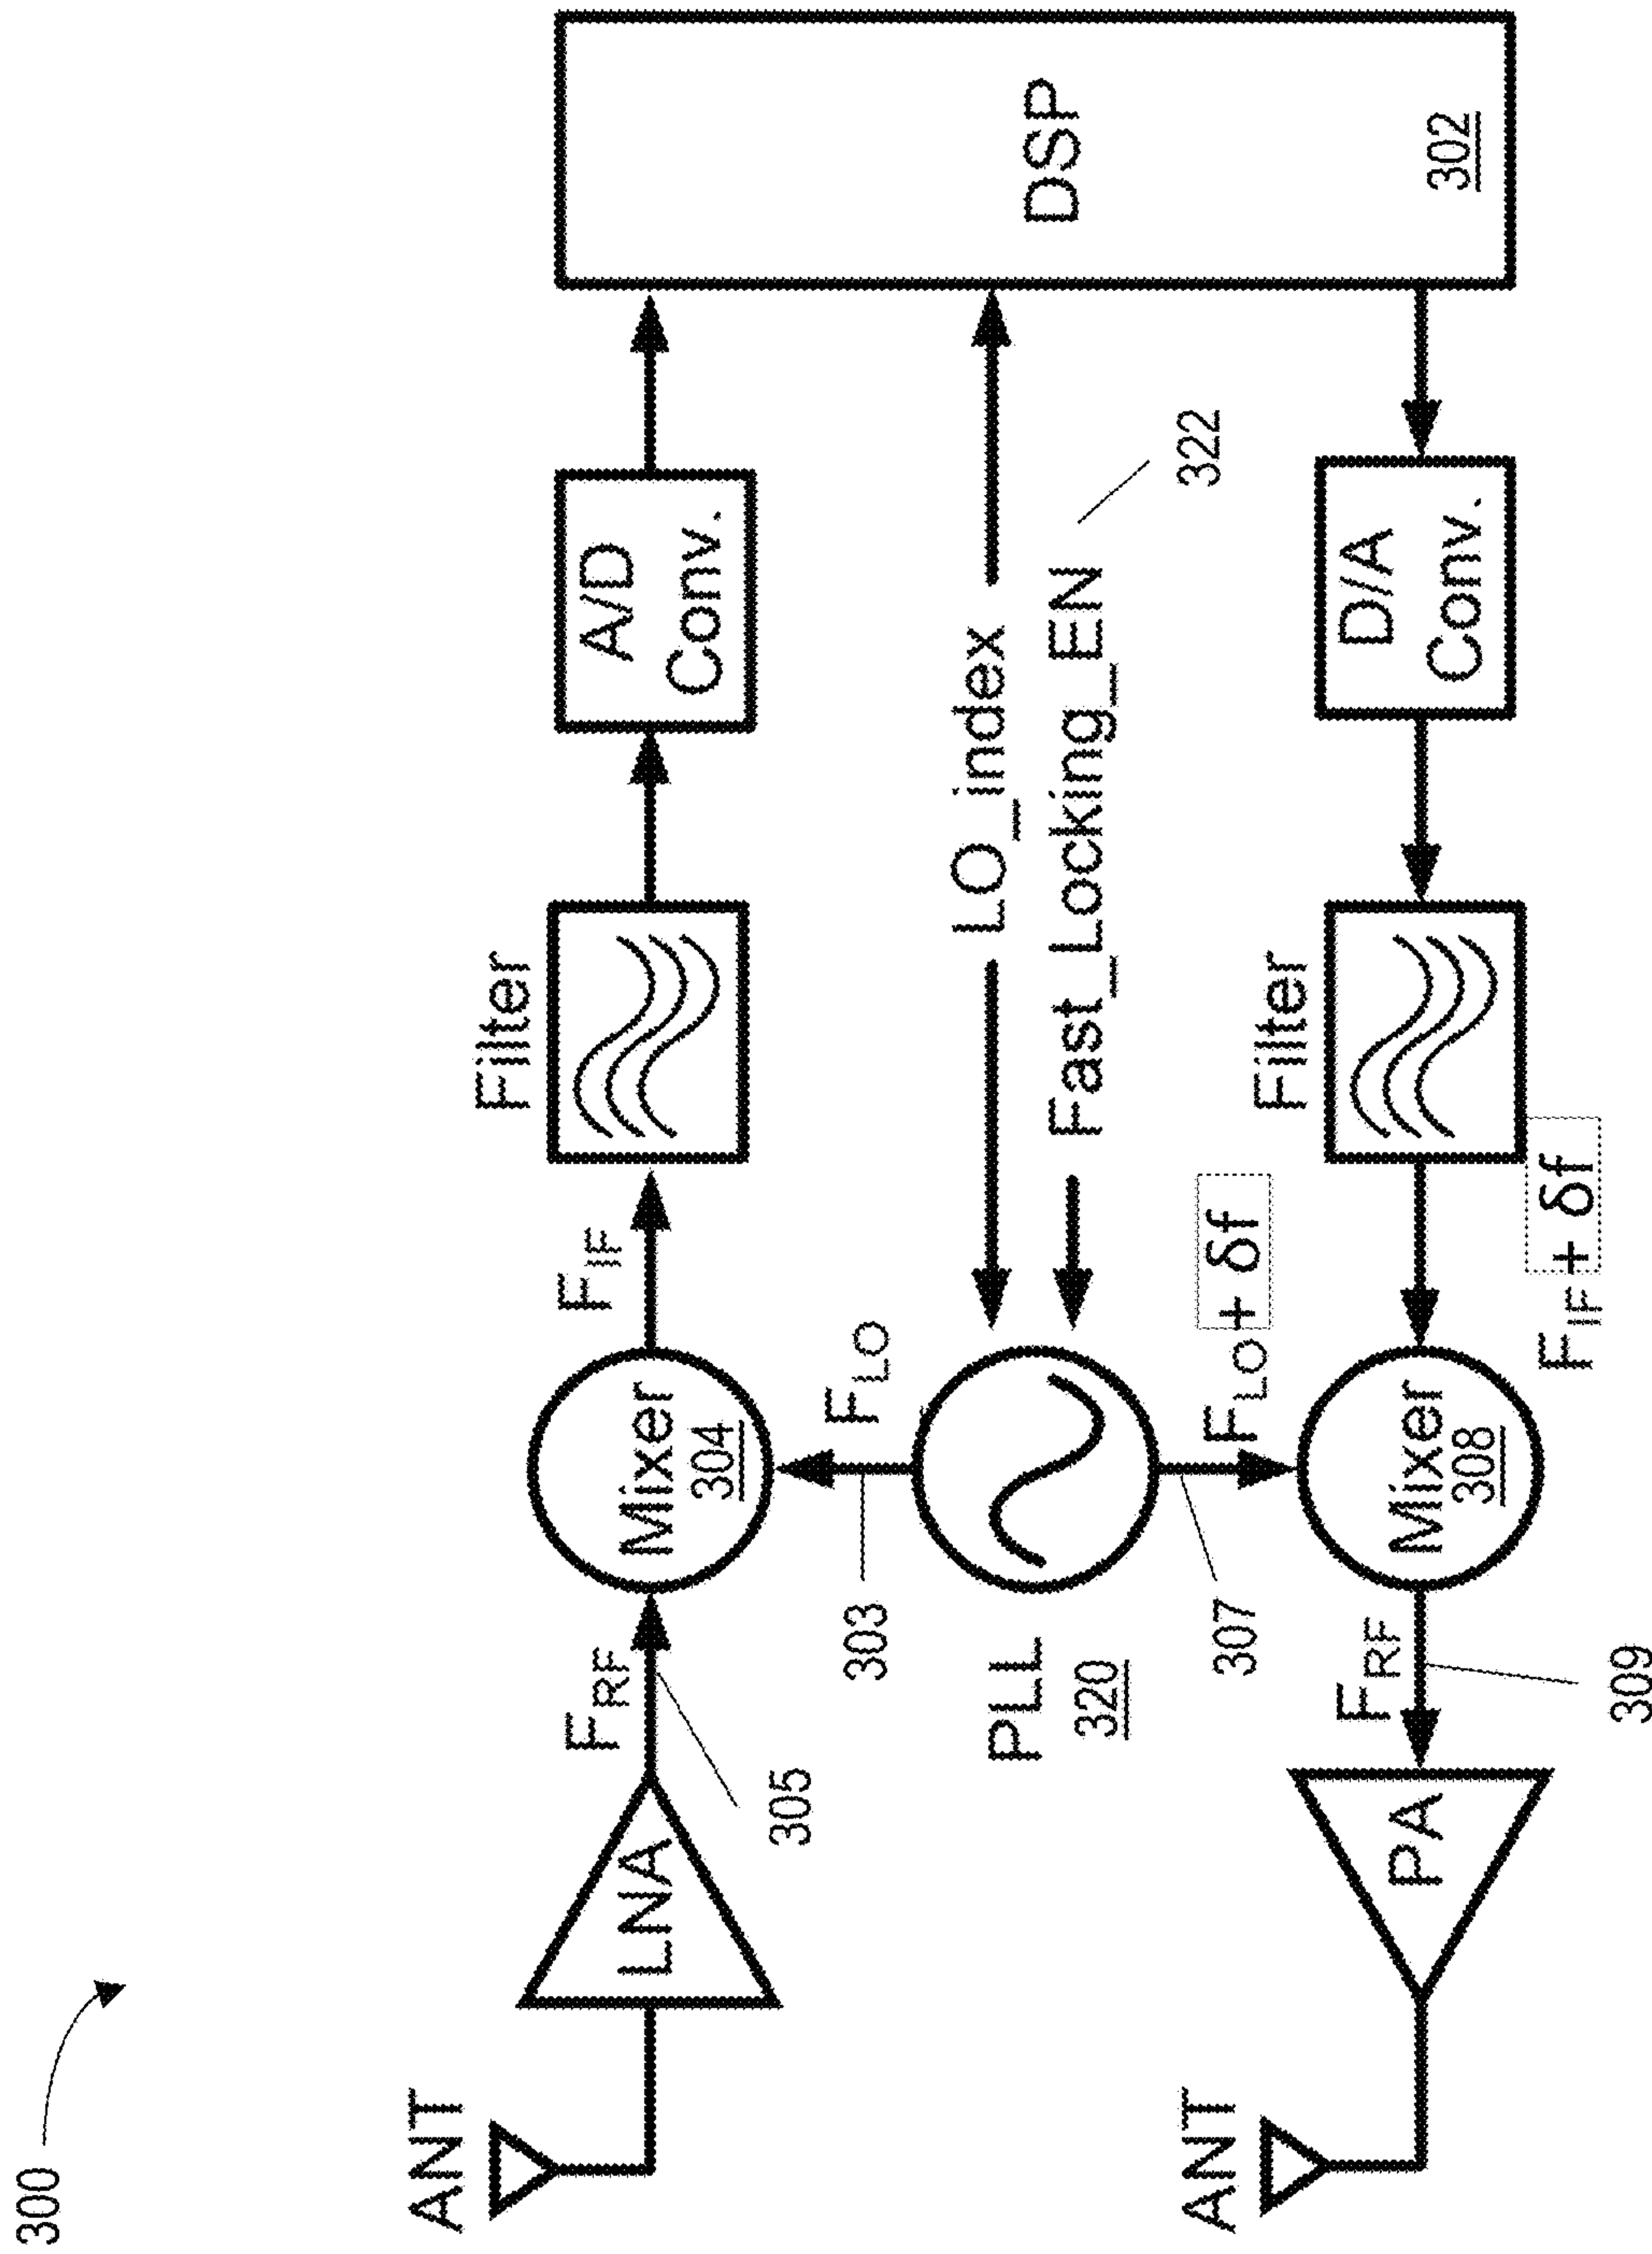 300
ANT
LNA
F_RF
305
Mixer
304
F_IF
Filter
A/D
Conv.
DSP
302
303
F_LO
PLL
320
LO_index
Fast_Locking_EN
322
307
F_LO + δf
ANT
PA
F_RF
309
Mixer
308
F_IF + δf
Filter
D/A
Conv.